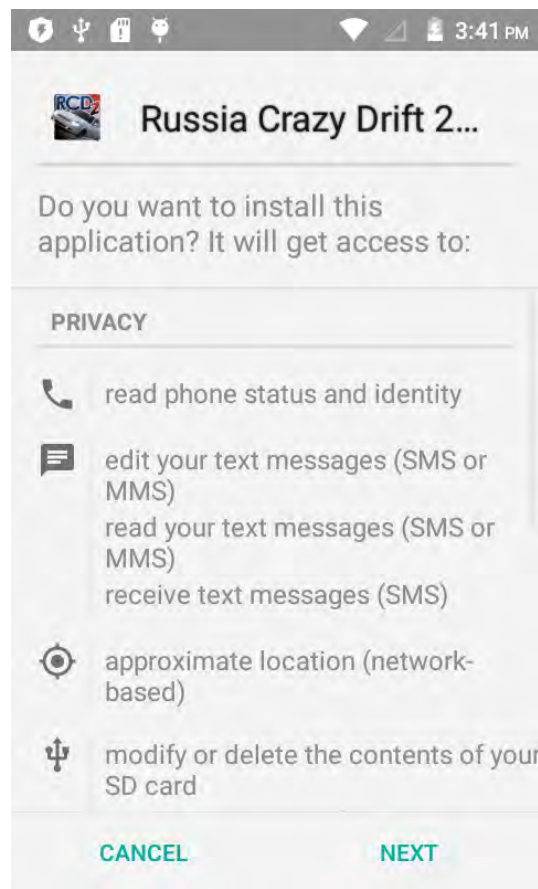 3:41 PM
RCD2
Russia Crazy Drift 2...
Do you want to install this
application? It will get access to:
PRIVACY
read phone status and identity
edit your text messages (SMS or
MMS)
read your text messages (SMS or
MMS)
receive text messages (SMS)
approximate location (network-
based)
modify or delete the contents of your
SD card
CANCEL
NEXT